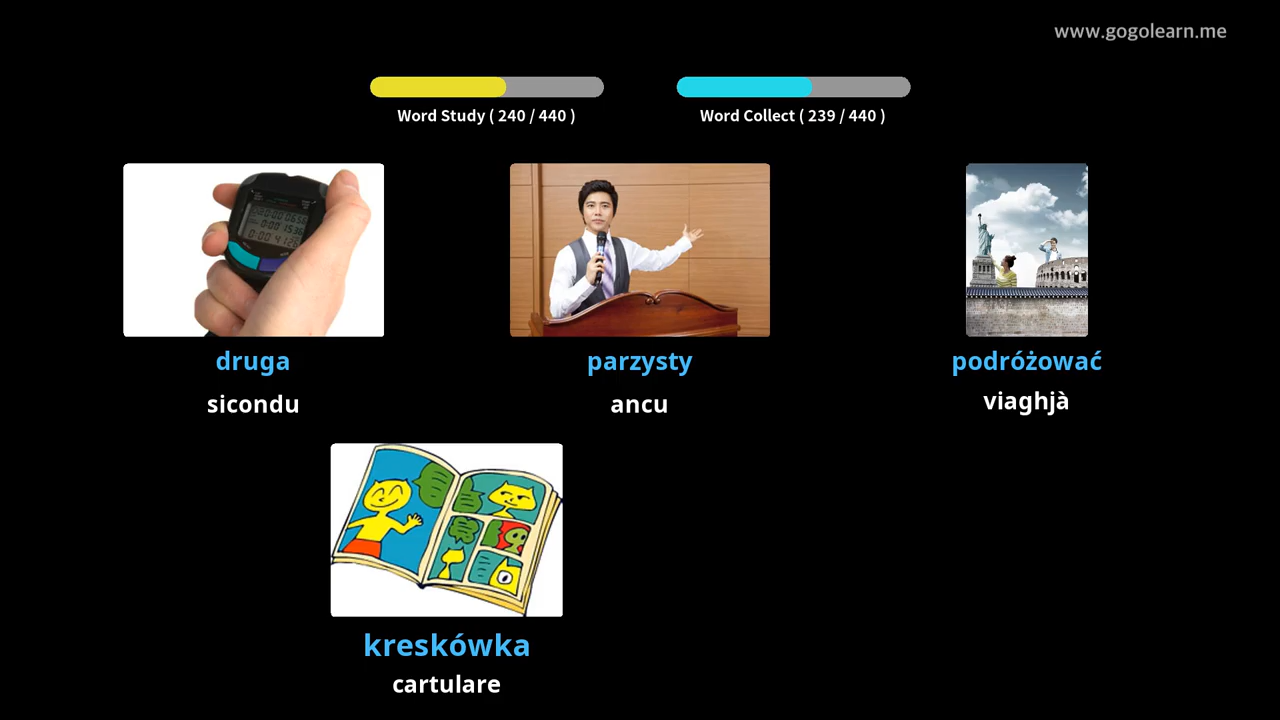 www.gogolearn.me
Word Study ( 240 / 440 )
Word Collect ( 239 / 440 )
druga
parzysty
podróżować
sicondu
ancu
viaghjà
kreskówka
cartulare